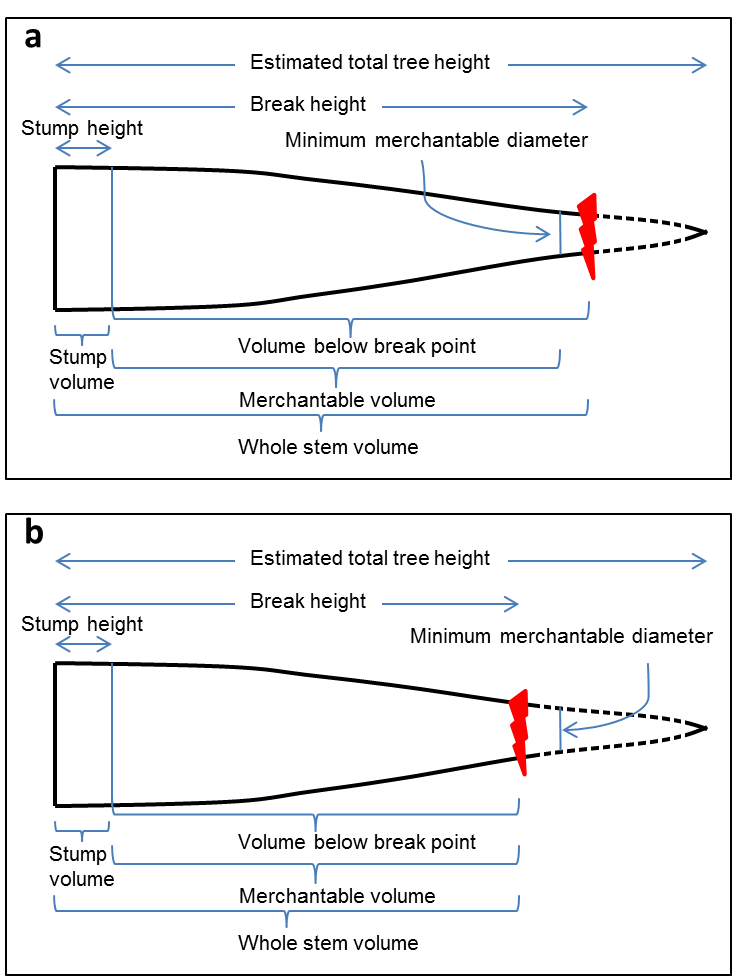 a
Estimated total tree height
Break height
Stump height
Minimum merchantable diameter
Volume below break point
Stump
volume
Merchantable volume
Whole stem volume
b
Estimated total tree height
Break height
Stump height
Minimum merchantable diameter
Volume below break point
Stump
volume
Merchantable volume
Whole stem volume